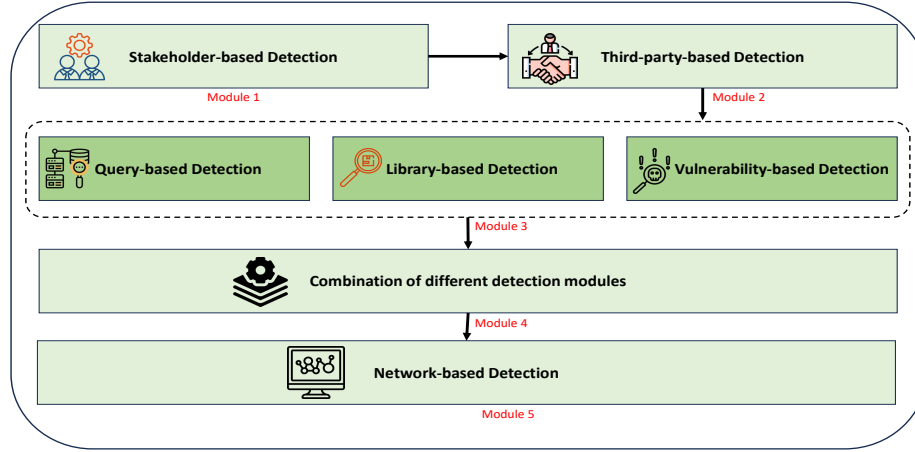 Stakeholder-based Detection
Third-party-based Detection
Module 1
Module 2
Query-based Detection
Library-based Detection
Vulnerability-based Detection
Module 3
Combination of different detection modules
Module 4
Network-based Detection
Module 5